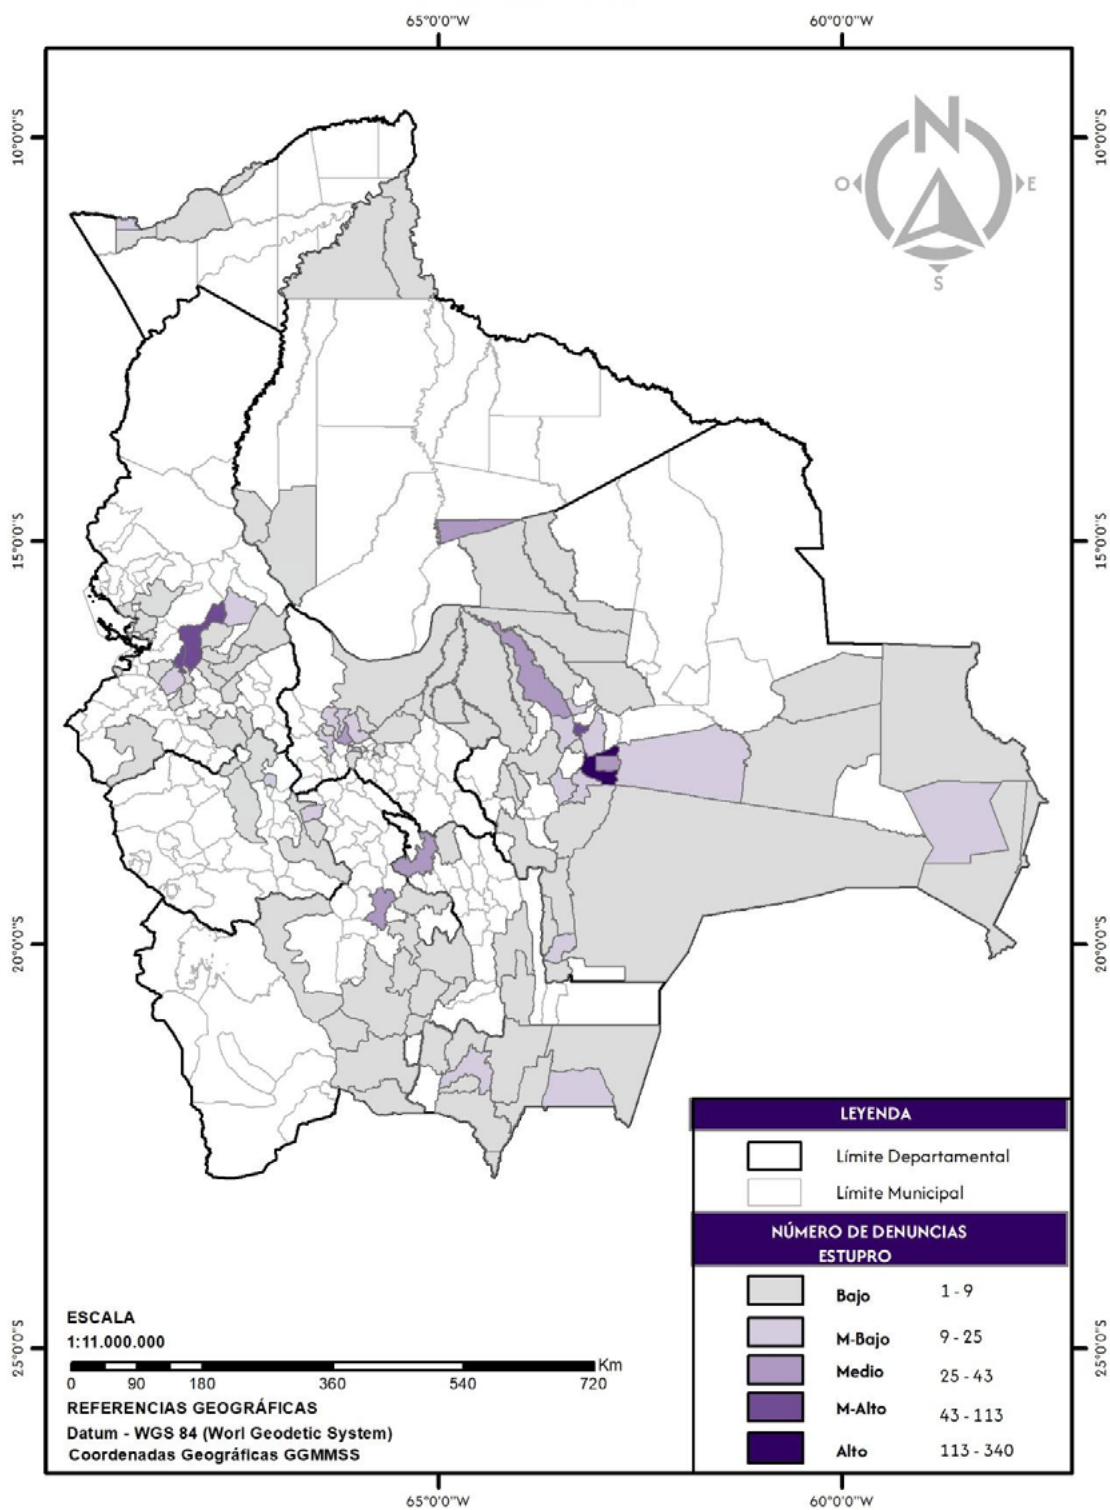 65°0'0"W 60°0'0"W
10°0'0"S 10°0'0"S
N
O E
S
15°0'0"S 15°0'0"S
20°0'0"S 20°0'0"S
LEYENDA
Límite Departamental
Límite Municipal
NÚMERO DE DENUNCIAS
ESTUPRO
Bajo 1 - 9
M-Bajo 9 - 25
Medio 25 - 43
M-Alto 43 - 113
Alto 113 - 340
25°0'0"S 25°0'0"S
ESCALA
1:11.000.000
Km
0 90 180 360 540 720
REFERENCIAS GEOGRÁFICAS
Datum - WGS 84 (Worl Geodetic System)
Coordenadas Geográficas GGMMSS
65°0'0"W 60°0'0"W